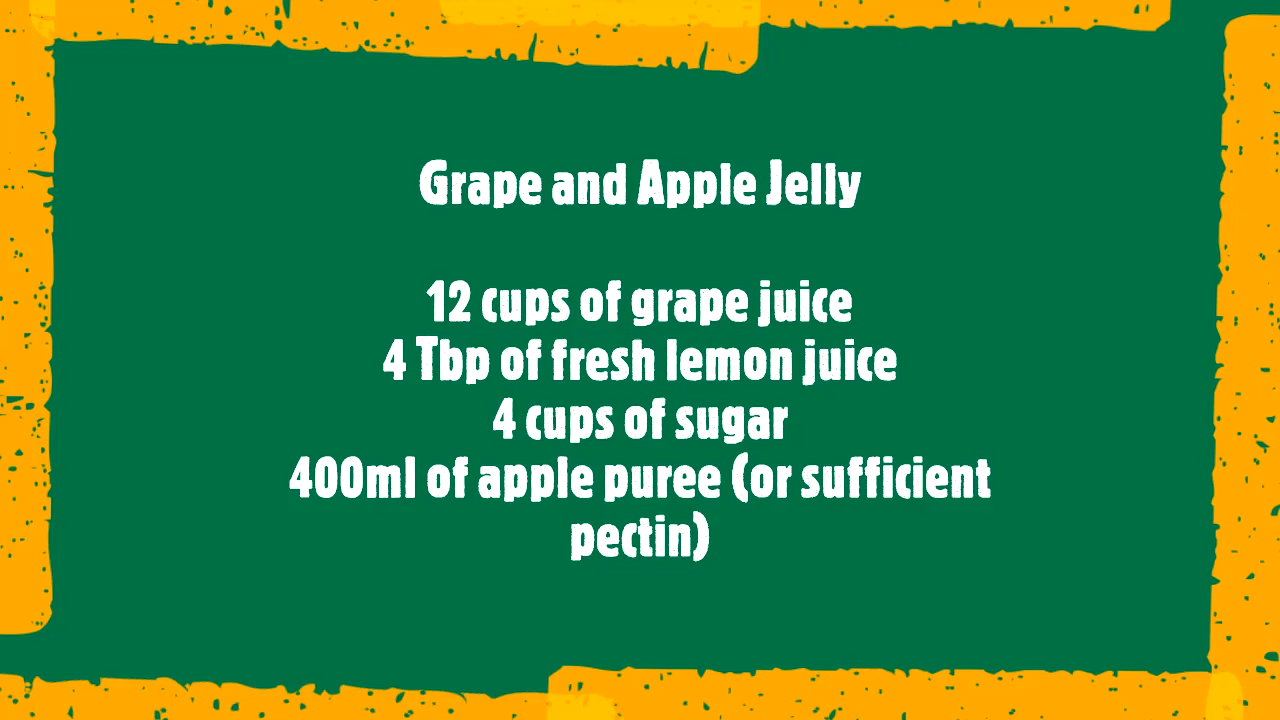 Grape and Apple Jelly
12 cups of grape juice
4 Tbp of fresh lemon juice
4 cups of sugar
400ml of apple puree (or sufficient
pectin)